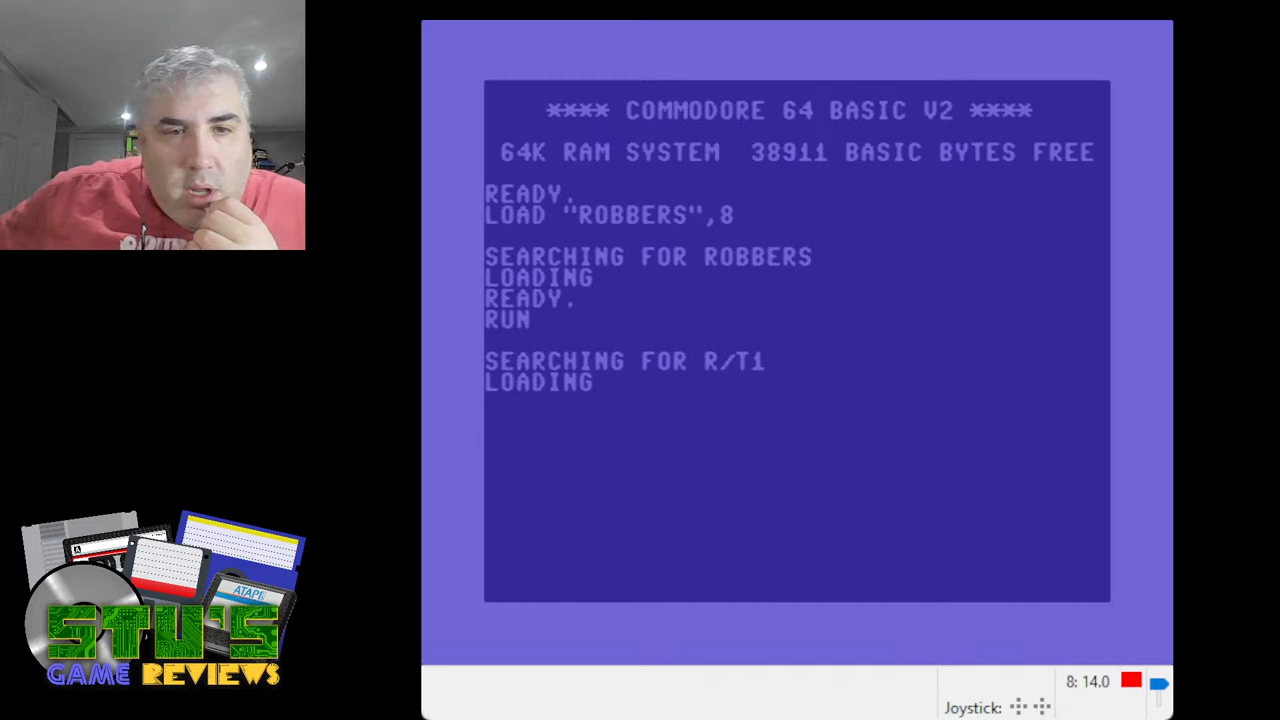 **** COMMODORE 64 BASIC V2 ****
64K RAM SYSTEM  38911 BASIC BYTES FREE
READY.
LOAD "ROBBERS",8
SEARCHING FOR ROBBERS
LOADING
READY.
RUN
SEARCHING FOR R/T1
LOADING
A
ATARI
STU'S
GAME REVIEWS
8: 14.0
Joystick: